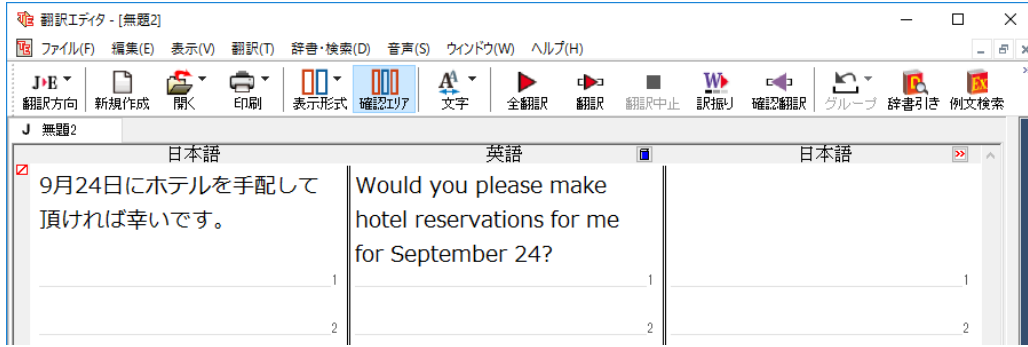 翻訳エディタ - [無題2]
ファイル(F) 編集(E) 表示(V) 翻訳(T) 辞書・検索(D) 音声(S) ウィンドウ(W) ヘルプ(H)
J▸E
翻訳方向 新規作成 開く 印刷 表示形式 確認エリア 文字 全翻訳 翻訳 翻訳中止 訳振り 確認翻訳 グループ 辞書引き 例文検索
J 無題2
日本語 英語 日本語
9月24日にホテルを手配して
頂ければ幸いです。
Would you please make
hotel reservations for me
for September 24?
1 1 1
2 2 2